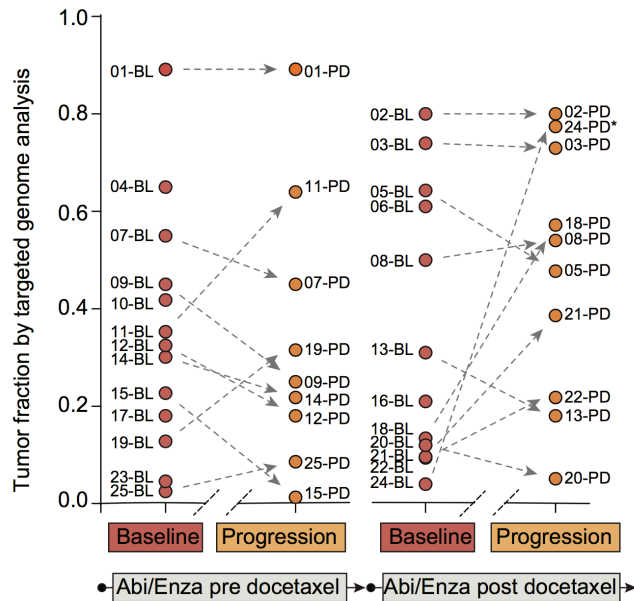 Tumor fraction by targeted genome analysis
1.0
0.8
0.6
0.4
0.2
0.0
01-BL
04-BL
07-BL
09-BL
10-BL
11-BL
12-BL
14-BL
15-BL
17-BL
19-BL
23-BL
25-BL
01-PD
11-PD
07-PD
19-PD
09-PD
14-PD
12-PD
25-PD
15-PD
02-BL
03-BL
05-BL
06-BL
08-BL
13-BL
16-BL
18-BL
20-BL
21-BL
22-BL
24-BL
02-PD
24-PD*
03-PD
18-PD
08-PD
05-PD
21-PD
22-PD
13-PD
20-PD
Baseline
Progression
Baseline
Progression
Abi/Enza pre docetaxel
Abi/Enza post docetaxel